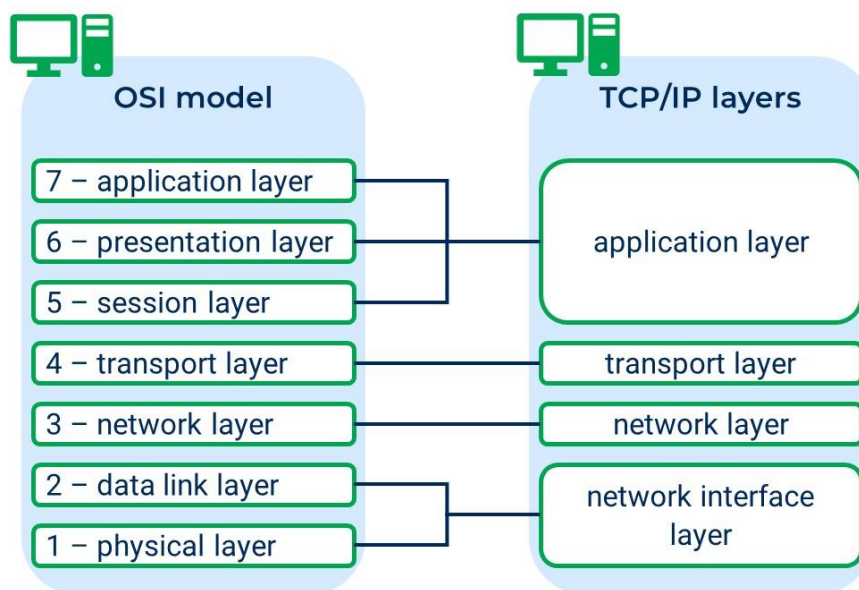 OSI model
7 – application layer
6 – presentation layer
5 – session layer
4 – transport layer
3 – network layer
2 – data link layer
1 – physical layer
TCP/IP layers
application layer
transport layer
network layer
network interface
layer